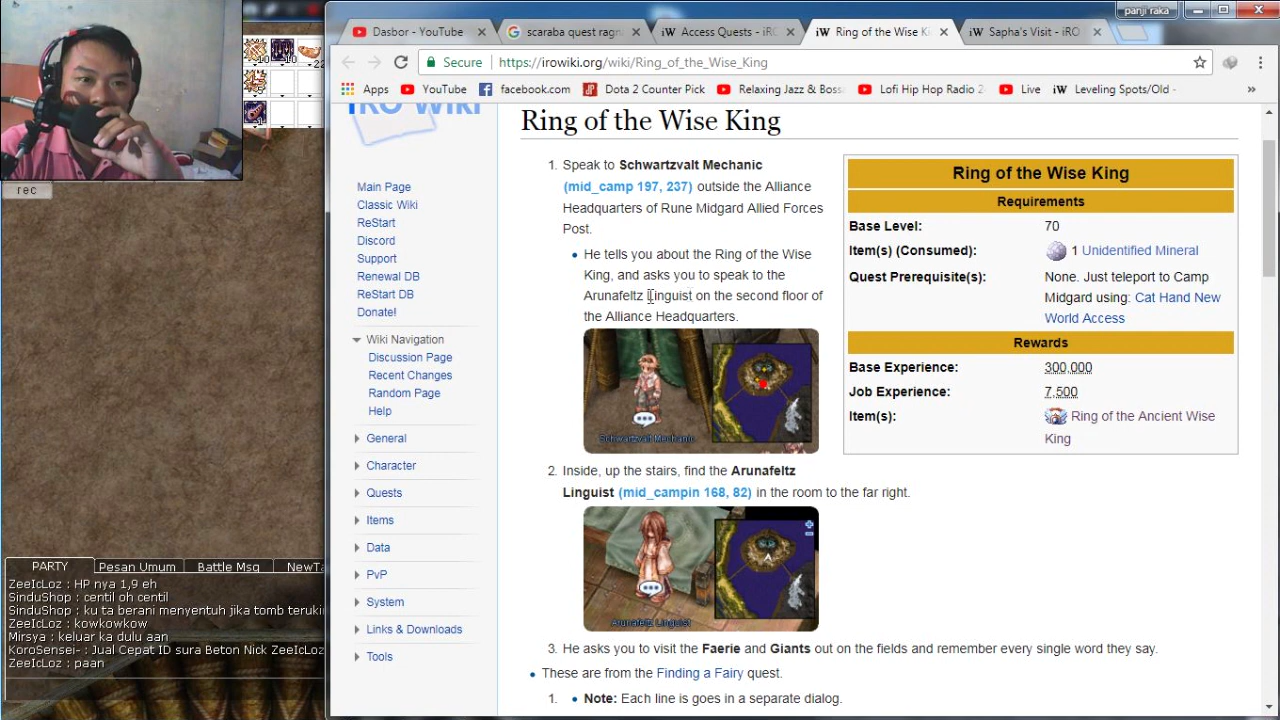 panji raka
Dasbor - YouTube
scaraba quest ragn
Access Quests - iRO
Ring of the Wise K
Sapha's Visit - iRO
Secure
https://irowiki.org/wiki/Ring_of_the_Wise_King
Apps
YouTube
facebook.com
Dota 2 Counter Pick
Relaxing Jazz & Boss
Lofi Hip Hop Radio 2
Live
Leveling Spots/Old -
rec
iRO Wiki
Main Page
Classic Wiki
ReStart
Discord
Support
Renewal DB
ReStart DB
Donate!
Wiki Navigation
Discussion Page
Recent Changes
Random Page
Help
General
Character
Quests
Items
Data
PvP
System
Links & Downloads
Tools
Ring of the Wise King
1. Speak to Schwartzvalt Mechanic
(mid_camp 197, 237) outside the Alliance
Headquarters of Rune Midgard Allied Forces
Post.
He tells you about the Ring of the Wise
King, and asks you to speak to the
Arunafeltz Linguist on the second floor of
the Alliance Headquarters.
Schwartzvalt Mechanic
2. Inside, up the stairs, find the Arunafeltz
Linguist (mid_campin 168, 82) in the room to the far right.
Arunafeltz Linguist
3. He asks you to visit the Faerie and Giants out on the fields and remember every single word they say.
These are from the Finding a Fairy quest.
1. Note: Each line is goes in a separate dialog.
Ring of the Wise King
Requirements
Base Level: 70
Item(s) (Consumed): 1 Unidentified Mineral
Quest Prerequisite(s): None. Just teleport to Camp
Midgard using: Cat Hand New
World Access
Rewards
Base Experience: 300,000
Job Experience: 7,500
Item(s): Ring of the Ancient Wise
King
PARTY
Pesan Umum
Battle Msg
NewTa
ZeeIcLoz : HP nya 1,9 eh
SinduShop : centil oh centil
SinduShop : ku ta berani menyentuh jika tomb terukir
ZeeIcLoz : kowkowkow
Mirsya : keluar ka dulu aan
KoroSensei- : Jual Cepat ID sura Beton Nick ZeeIcLoz
ZeeIcLoz : paan